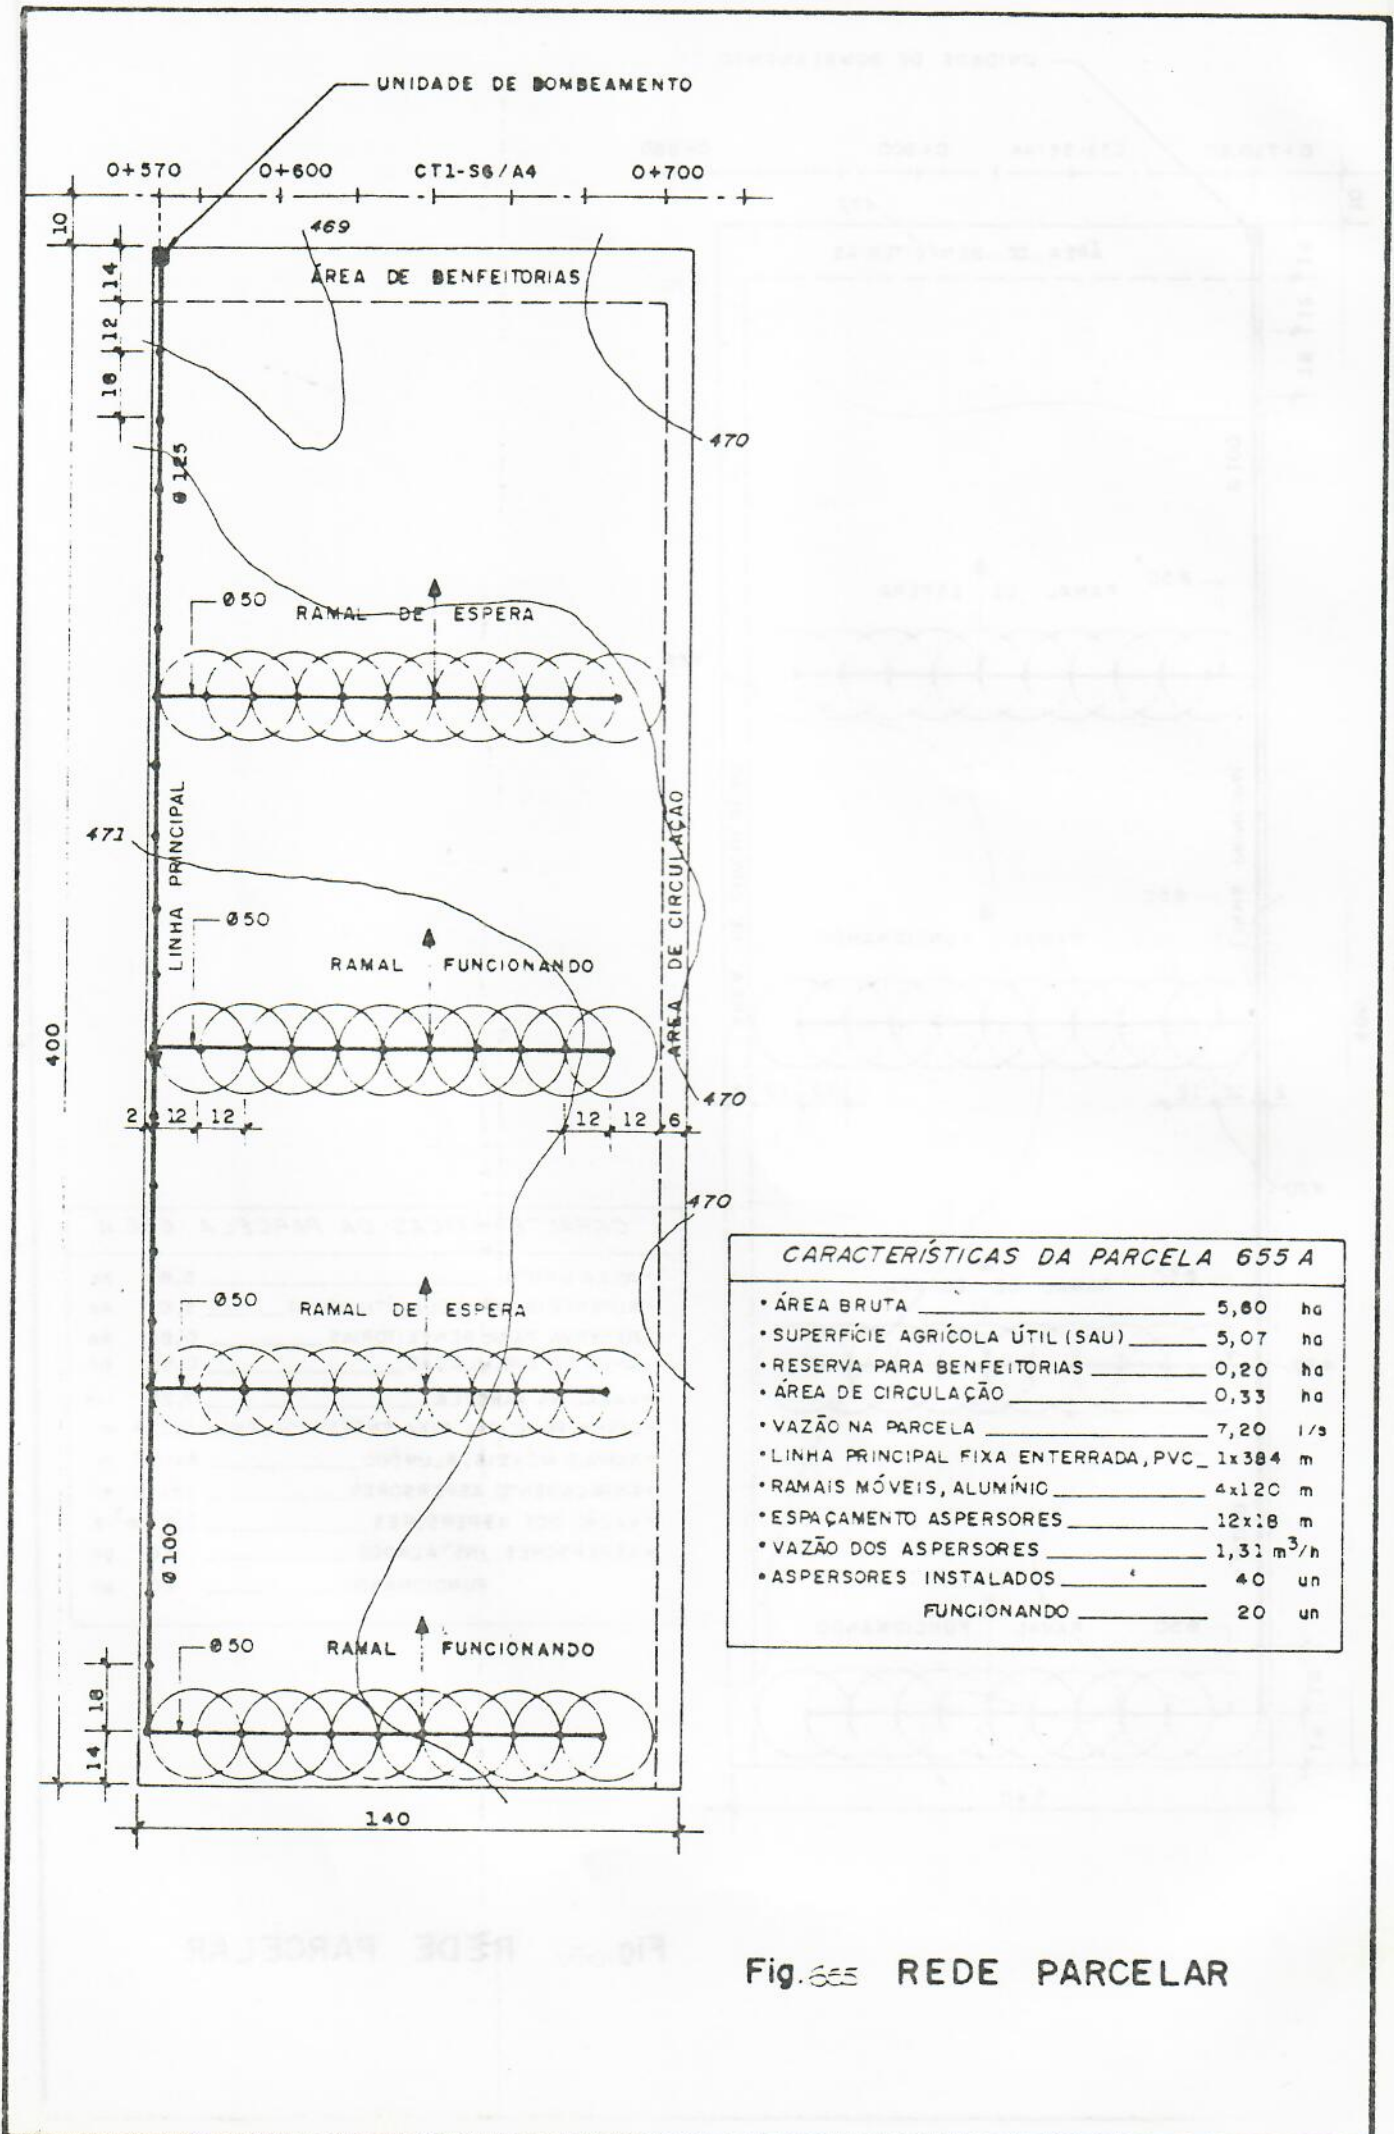 UNIDADE DE BOMBEAMENTO
0+570 0+600 CT1-S6/A4 0+700
10
469
ÁREA DE BENFEITORIAS
14
12
18
470
Ø125
Ø50 RAMAL DE ESPERA
LINHA PRINCIPAL
471
ÁREA DE CIRCULAÇÃO
Ø50
RAMAL FUNCIONANDO
400
2 12 12 12 12 6
470
470
Ø50 RAMAL DE ESPERA
Ø100
Ø50 RAMAL FUNCIONANDO
18
14
140
CARACTERÍSTICAS DA PARCELA 655 A
• ÁREA BRUTA 5,60 ha
• SUPERFÍCIE AGRÍCOLA ÚTIL (SAU) 5,07 ha
• RESERVA PARA BENFEITORIAS 0,20 ha
• ÁREA DE CIRCULAÇÃO 0,33 ha
• VAZÃO NA PARCELA 7,20 l/s
• LINHA PRINCIPAL FIXA ENTERRADA, PVC 1x384 m
• RAMAIS MÓVEIS, ALUMÍNIO 4x120 m
• ESPAÇAMENTO ASPERSORES 12x18 m
• VAZÃO DOS ASPERSORES 1,31 m³/h
• ASPERSORES INSTALADOS 40 un
FUNCIONANDO 20 un
Fig. 655 REDE PARCELAR